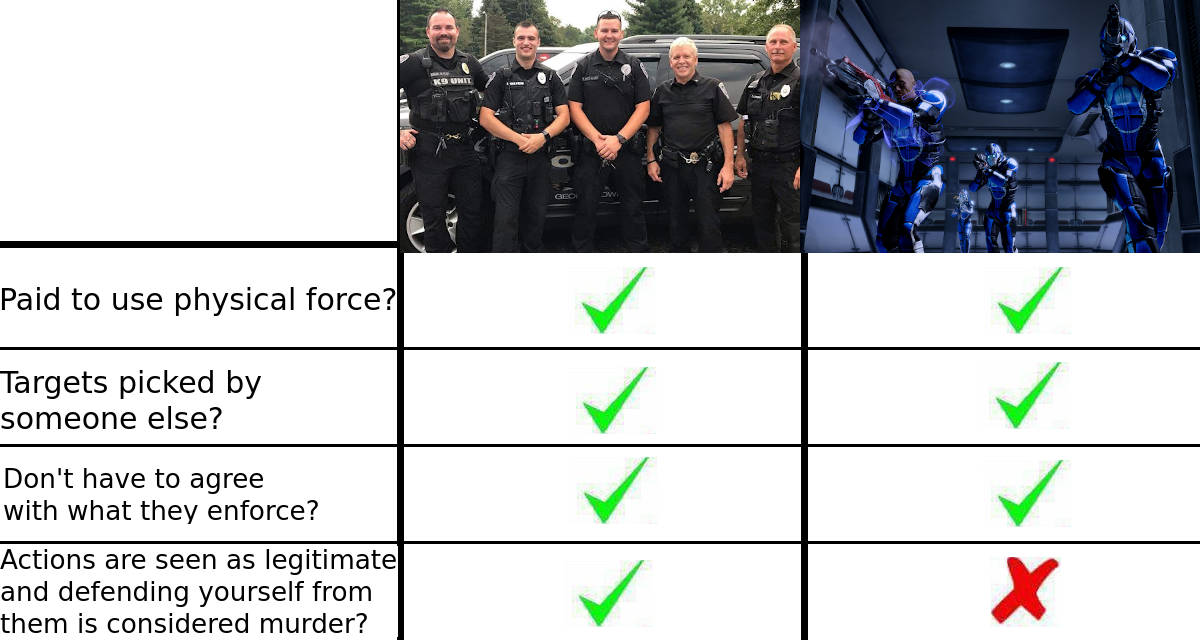 K9 UNIT
Paid to use physical force?
Targets picked by
someone else?
Don't have to agree
with what they enforce?
Actions are seen as legitimate
and defending yourself from
them is considered murder?